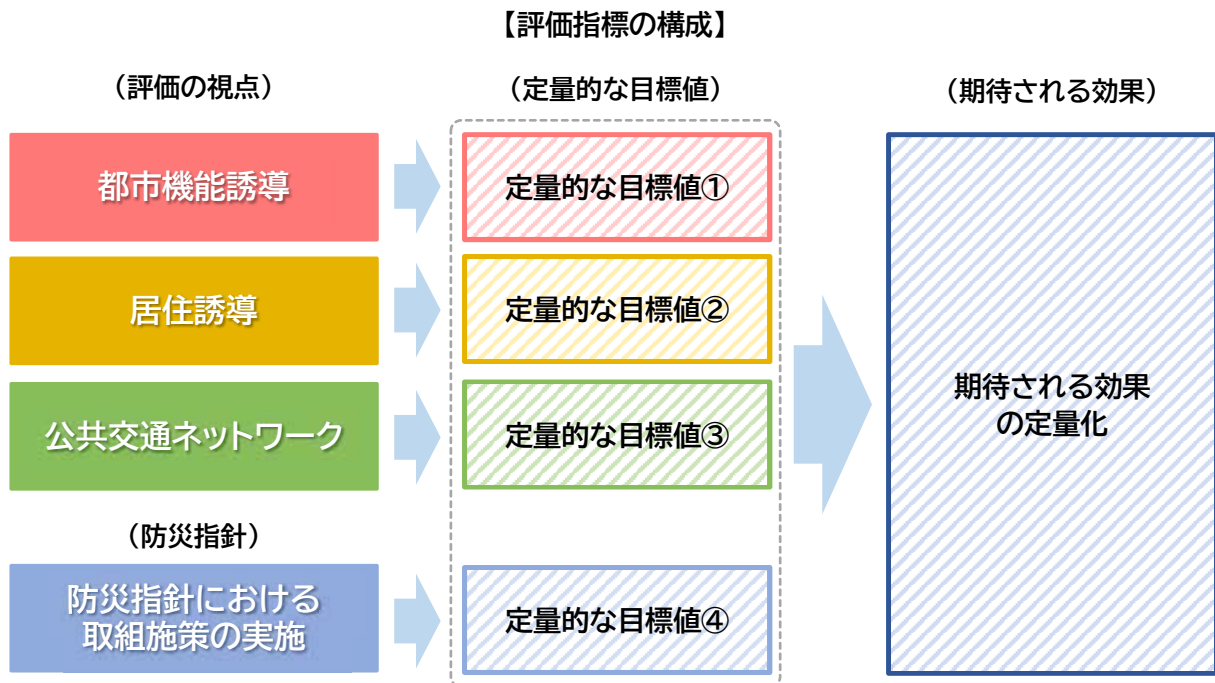 【評価指標の構成】
（評価の視点）
（定量的な目標値）
（期待される効果）
都市機能誘導
定量的な目標値①
居住誘導
定量的な目標値②
公共交通ネットワーク
定量的な目標値③
（防災指針）
防災指針における
取組施策の実施
定量的な目標値④
期待される効果
の定量化